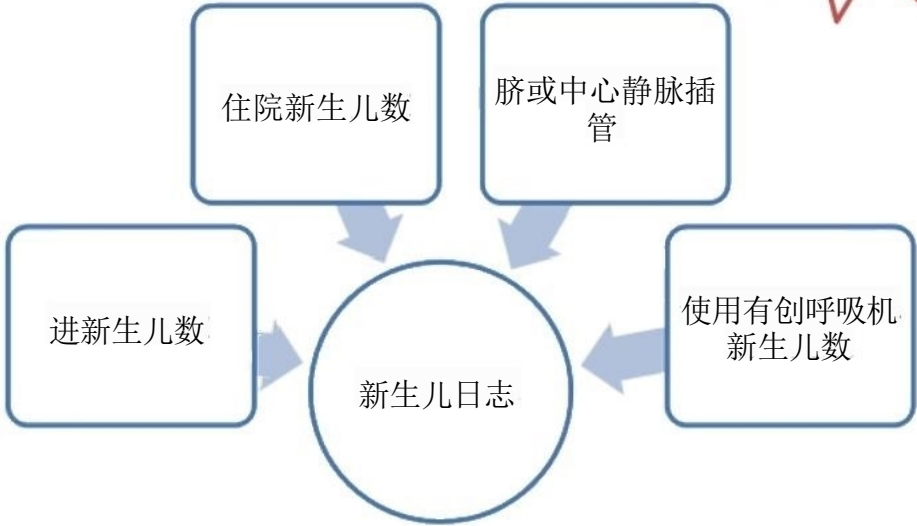 住院新生儿数
脐或中心静脉插
管
进新生儿数
使用有创呼吸机
新生儿数
新生儿日志